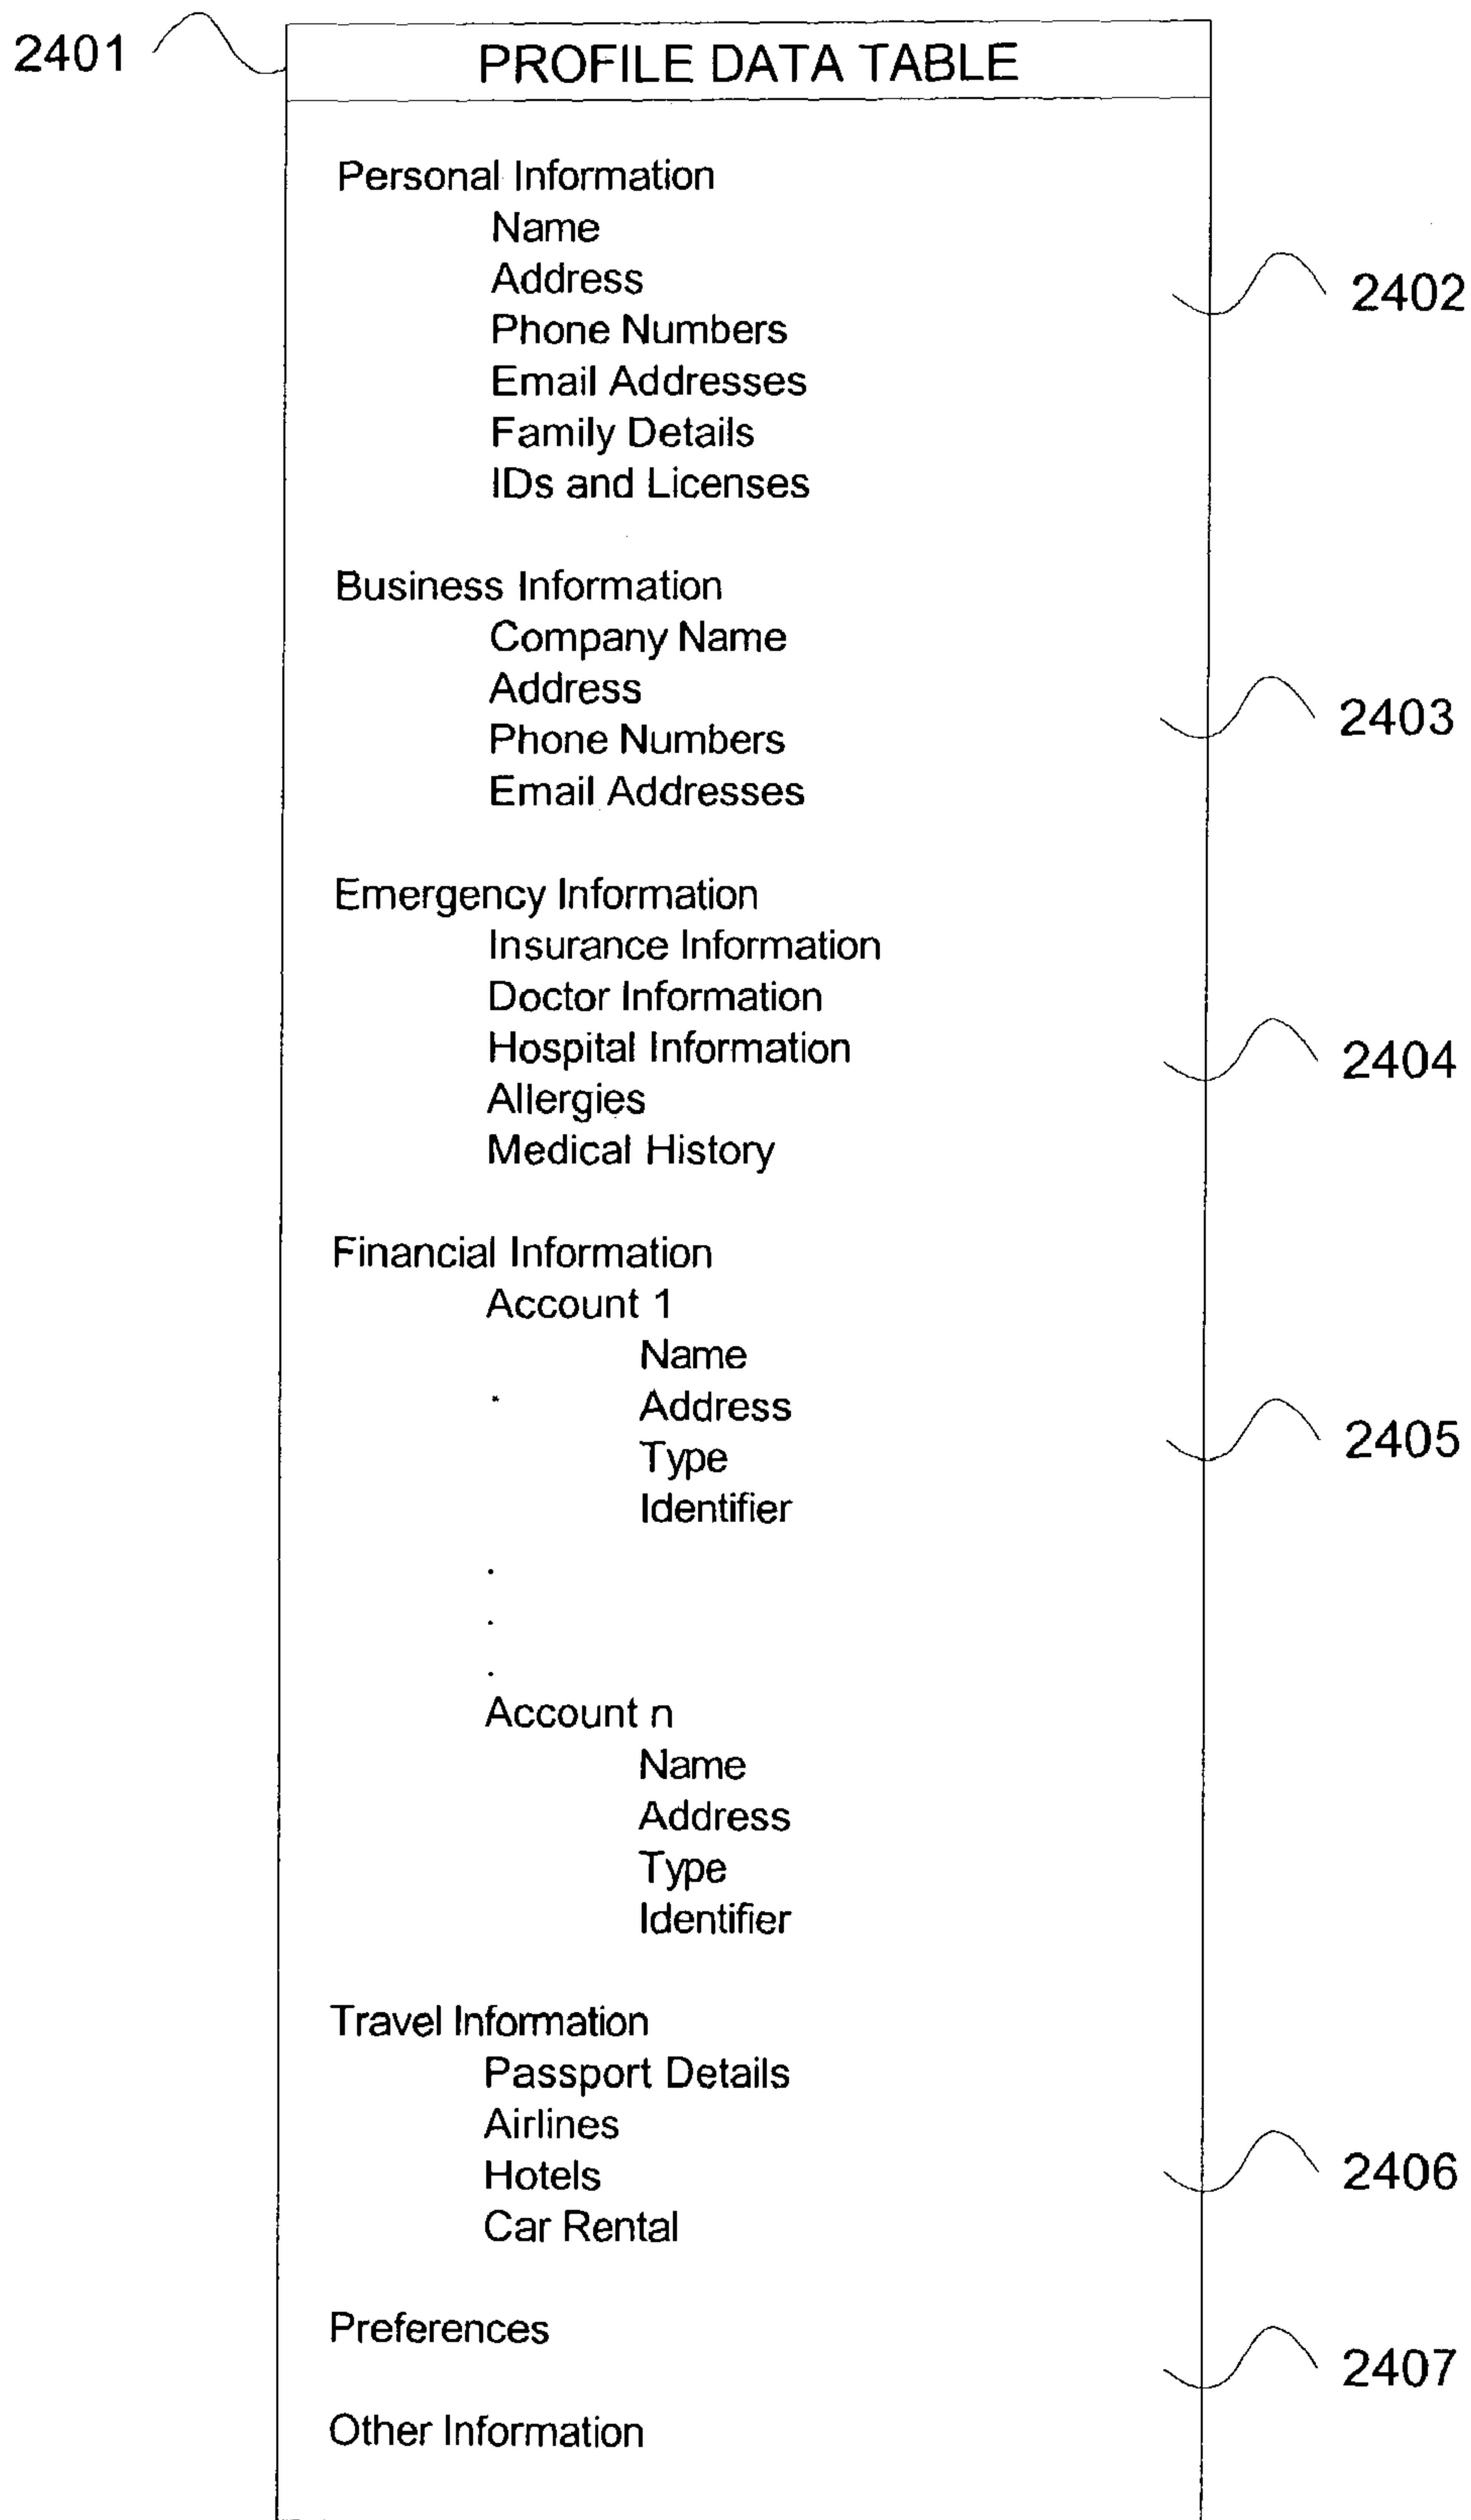 2401
PROFILE DATA TABLE
Personal Information
Name
Address
2402
Phone Numbers
Email Addresses
Family Details
IDs and Licenses
Business Information
Company Name
Address
2403
Phone Numbers
Email Addresses
Emergency Information
Insurance Information
Doctor Information
Hospital Information
2404
Allergies
Medical History
Financial Information
Account 1
Name
Address
2405
Type
Identifier
.
.
.
Account n
Name
Address
Type
Identifier
Travel Information
Passport Details
Airlines
Hotels
2406
Car Rental
Preferences
2407
Other Information